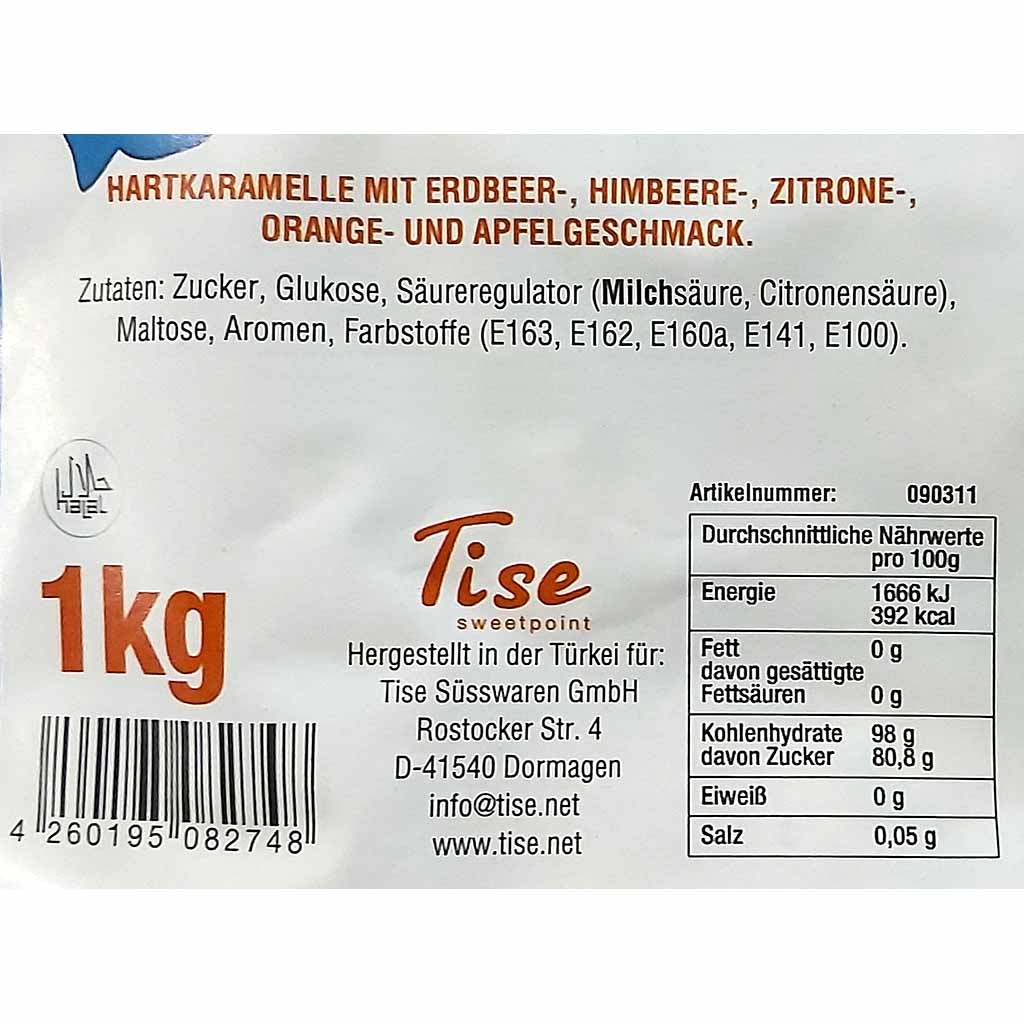 HARTKARAMELLE MIT ERDBEER-, HIMBEERE-, ZITRONE-,
ORANGE- UND APFELGESCHMACK.
Zutaten: Zucker, Glukose, Säureregulator (Milchsäure, Citronensäure),
Maltose, Aromen, Farbstoffe (E163, E162, E160a, E141, E100).
حلال
HALAL
1kg
4 260195 082748
Tise
sweetpoint
Hergestellt in der Türkei für:
Tise Süsswaren GmbH
Rostocker Str. 4
D-41540 Dormagen
info@tise.net
www.tise.net
Artikelnummer: 090311
Durchschnittliche Nährwerte
pro 100g
Energie 1666 kJ
392 kcal
Fett 0 g
davon gesättigte
Fettsäuren 0 g
Kohlenhydrate 98 g
davon Zucker 80,8 g
Eiweiß 0 g
Salz 0,05 g